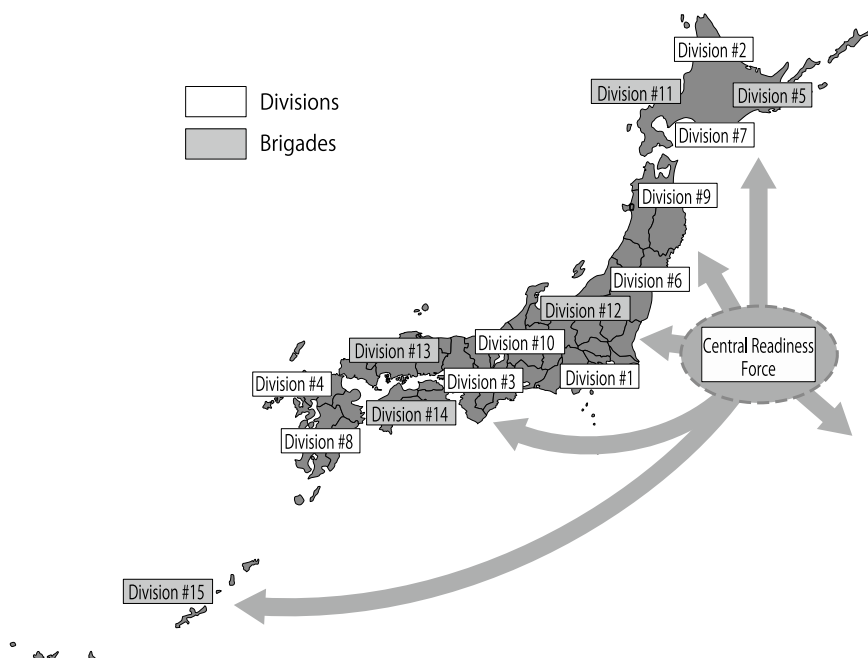 Division #2
Division #11
Division #5
Divisions
Brigades
Division #7
Division #9
Division #6
Division #12
Division #10
Division #13
Central Readiness
Force
Division #4
Division #3
Division #1
Division #14
Division #8
Division #15